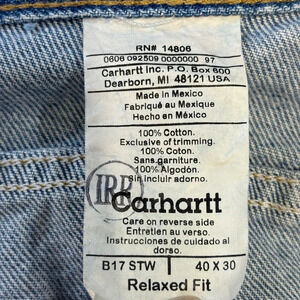 RN# 14806
0606 092509 0000000 97
Carhartt Inc. P.O. Box 600
Dearborn, MI 48121 USA
Made in Mexico
Fabriqué au Mexique
Hecho en México
100% Cotton.
Exclusive of trimming.
100% Cotton.
Sans garniture.
100% Algodón.
Sin incluir adorno.
IRR
Carhartt
Care on reverse side
Entretien au verso.
Instrucciones de cuidado al
dorso.
B17 STW | 40 X 30
Relaxed Fit